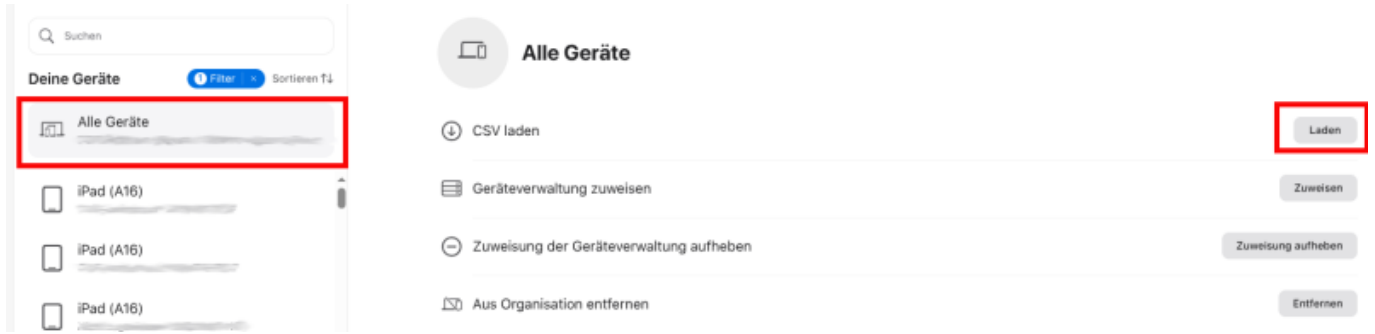 Suchen
Deine Geräte
1 Filter ×
Sortieren ↑↓
Alle Geräte
iPad (A16)
iPad (A16)
iPad (A16)
Alle Geräte
CSV laden
Laden
Geräteverwaltung zuweisen
Zuweisen
Zuweisung der Geräteverwaltung aufheben
Zuweisung aufheben
Aus Organisation entfernen
Entfernen